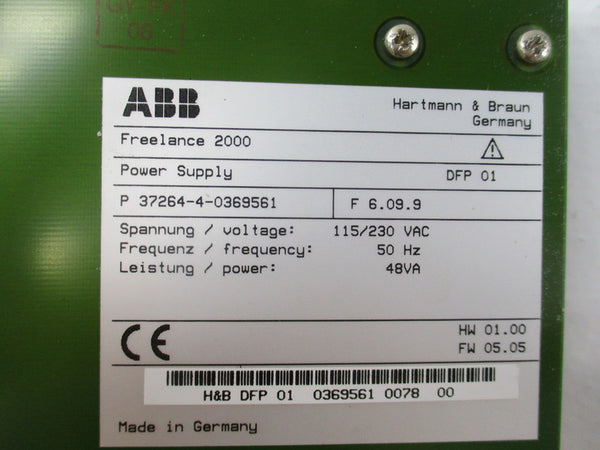 06
ABB
Hartmann & Braun
Germany
Freelance 2000
Power Supply DFP 01
P 37264-4-0369561 F 6.09.9
Spannung / voltage: 115/230 VAC
Frequenz / frequency: 50 Hz
Leistung / power: 48VA
CE HW 01.00
FW 05.05
H&B DFP 01 0369561 0078 00
Made in Germany